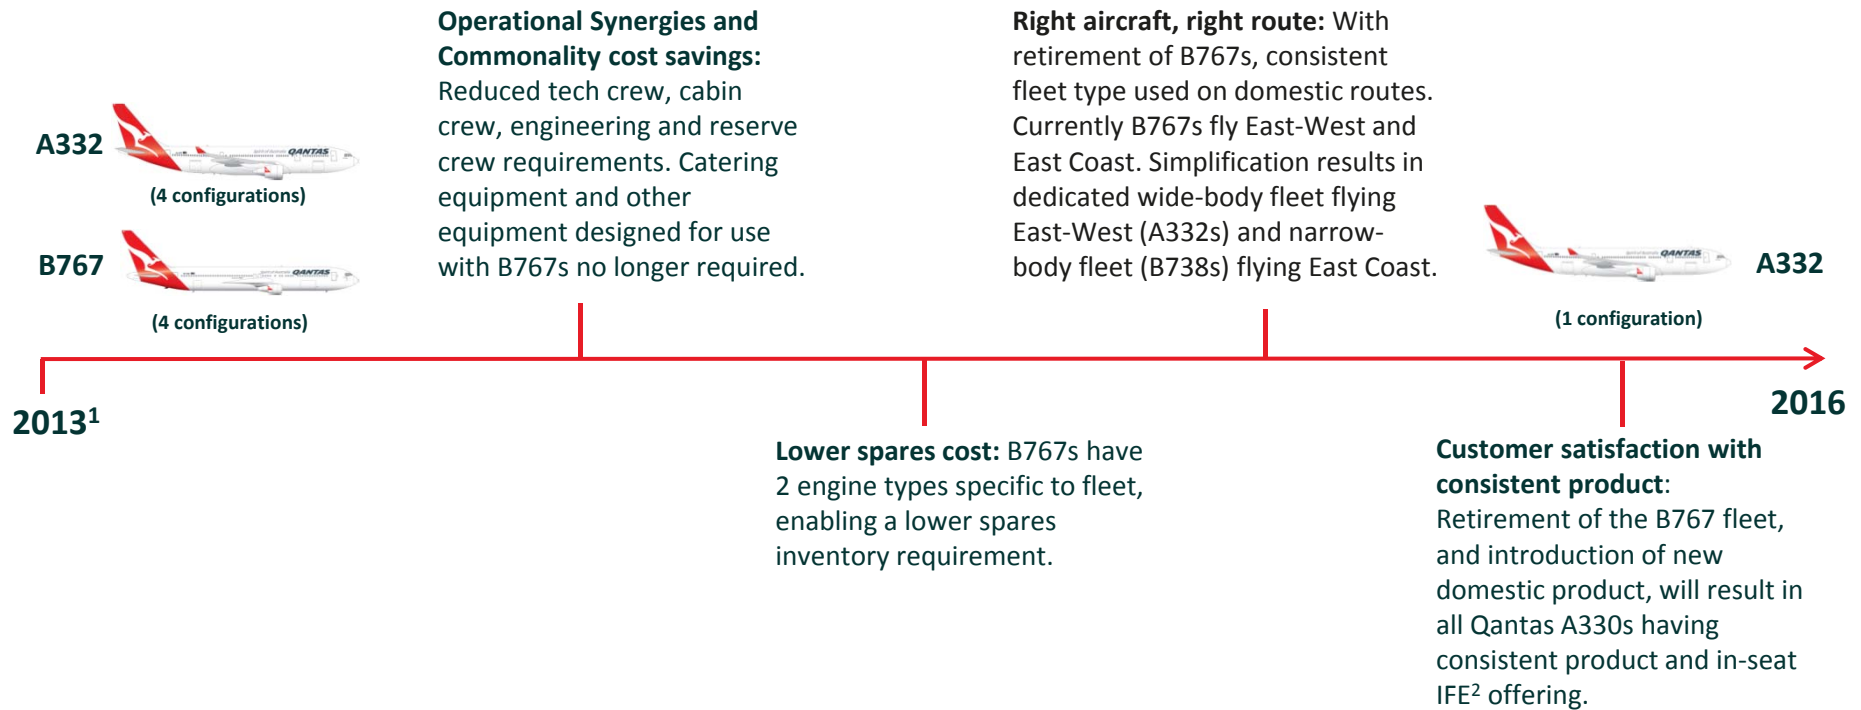 A332
QANTAS
(4 configurations)
B767
QANTAS
(4 configurations)
Operational Synergies and
Commonality cost savings:
Reduced tech crew, cabin
crew, engineering and reserve
crew requirements. Catering
equipment and other
equipment designed for use
with B767s no longer required.
Right aircraft, right route: With
retirement of B767s, consistent
fleet type used on domestic routes.
Currently B767s fly East-West and
East Coast. Simplification results in
dedicated wide-body fleet flying
East-West (A332s) and narrow-
body fleet (B738s) flying East Coast.
QANTAS
A332
(1 configuration)
2013¹
2016
Lower spares cost: B767s have
2 engine types specific to fleet,
enabling a lower spares
inventory requirement.
Customer satisfaction with
consistent product:
Retirement of the B767 fleet,
and introduction of new
domestic product, will result in
all Qantas A330s having
consistent product and in-seat
IFE² offering.